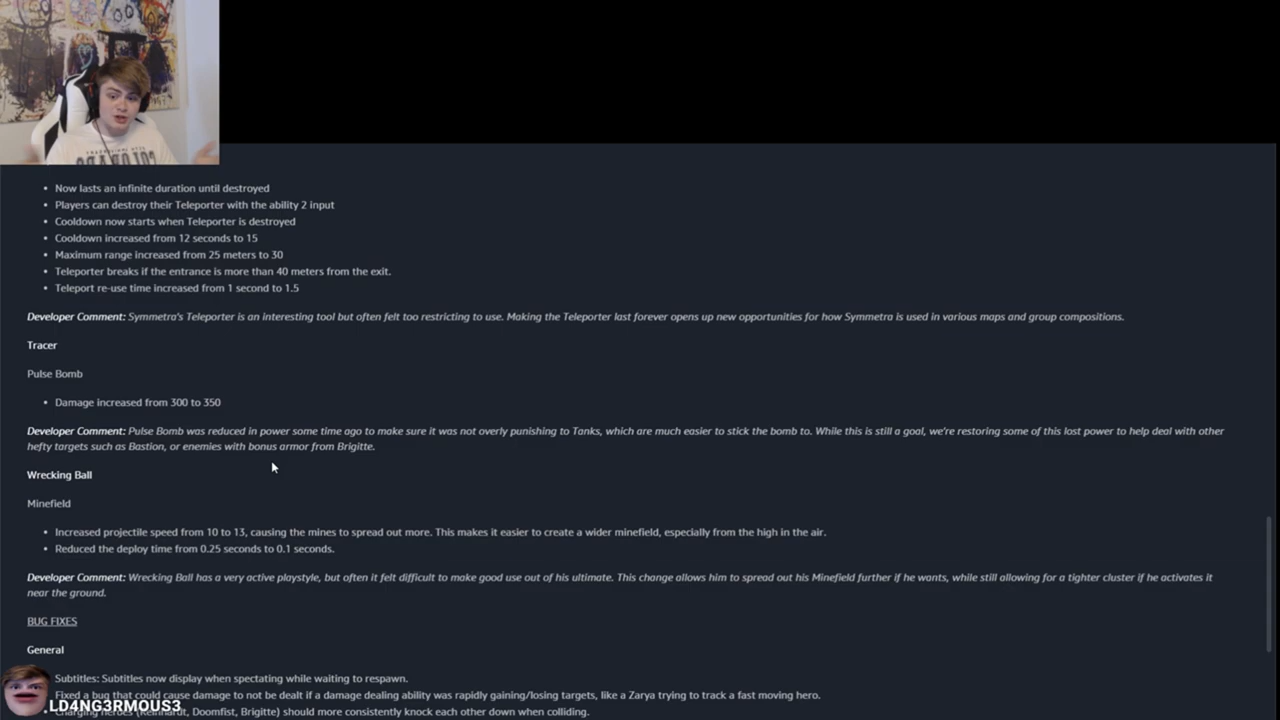 COLORADO
• Now lasts an infinite duration until destroyed
• Players can destroy their Teleporter with the ability 2 input
• Cooldown now starts when Teleporter is destroyed
• Cooldown increased from 12 seconds to 15
• Maximum range increased from 25 meters to 30
• Teleporter breaks if the entrance is more than 40 meters from the exit.
• Teleport re-use time increased from 1 second to 1.5
Developer Comment: Symmetra's Teleporter is an interesting tool but often felt too restricting to use. Making the Teleporter last forever opens up new opportunities for how Symmetra is used in various maps and group compositions.
Tracer
Pulse Bomb
• Damage increased from 300 to 350
Developer Comment: Pulse Bomb was reduced in power some time ago to make sure it was not overly punishing to Tanks, which are much easier to stick the bomb to. While this is still a goal, we're restoring some of this lost power to help deal with other
hefty targets such as Bastion, or enemies with bonus armor from Brigitte.
Wrecking Ball
Minefield
• Increased projectile speed from 10 to 13, causing the mines to spread out more. This makes it easier to create a wider minefield, especially from the high in the air.
• Reduced the deploy time from 0.25 seconds to 0.1 seconds.
Developer Comment: Wrecking Ball has a very active playstyle, but often it felt difficult to make good use out of his ultimate. This change allows him to spread out his Minefield further if he wants, while still allowing for a tighter cluster if he activates it
near the ground.
BUG FIXES
General
Subtitles: Subtitles now display when spectating while waiting to respawn.
Fixed a bug that could cause damage to not be dealt if a damage dealing ability was rapidly gaining/losing targets, like a Zarya trying to track a fast moving hero.
LD4NG3RMOUS3
• Charging heroes (Reinhardt, Doomfist, Brigitte) should more consistently knock each other down when colliding.